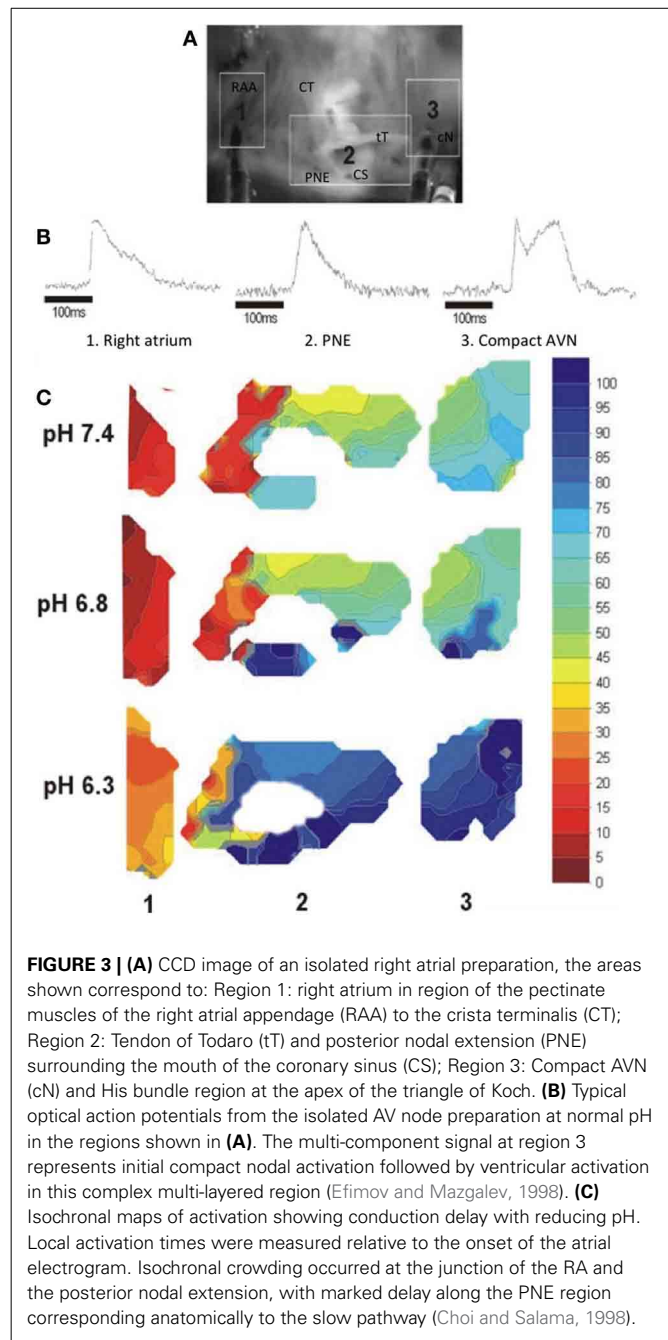 A
RAA
CT
1
3
tT
cN
2
PNE
CS
B
100ms
100ms
100ms
1. Right atrium
2. PNE
3. Compact AVN
C
pH 7.4
pH 6.8
pH 6.3
100
95
90
85
80
75
70
65
60
55
50
45
40
35
30
25
20
15
10
5
0
1
2
3
FIGURE 3 | (A) CCD image of an isolated right atrial preparation, the areas
shown correspond to: Region 1: right atrium in region of the pectinate
muscles of the right atrial appendage (RAA) to the crista terminalis (CT);
Region 2: Tendon of Todaro (tT) and posterior nodal extension (PNE)
surrounding the mouth of the coronary sinus (CS); Region 3: Compact AVN
(cN) and His bundle region at the apex of the triangle of Koch. (B) Typical
optical action potentials from the isolated AV node preparation at normal pH
in the regions shown in (A). The multi-component signal at region 3
represents initial compact nodal activation followed by ventricular activation
in this complex multi-layered region (Efimov and Mazgalev, 1998). (C)
Isochronal maps of activation showing conduction delay with reducing pH.
Local activation times were measured relative to the onset of the atrial
electrogram. Isochronal crowding occurred at the junction of the RA and
the posterior nodal extension, with marked delay along the PNE region
corresponding anatomically to the slow pathway (Choi and Salama, 1998).